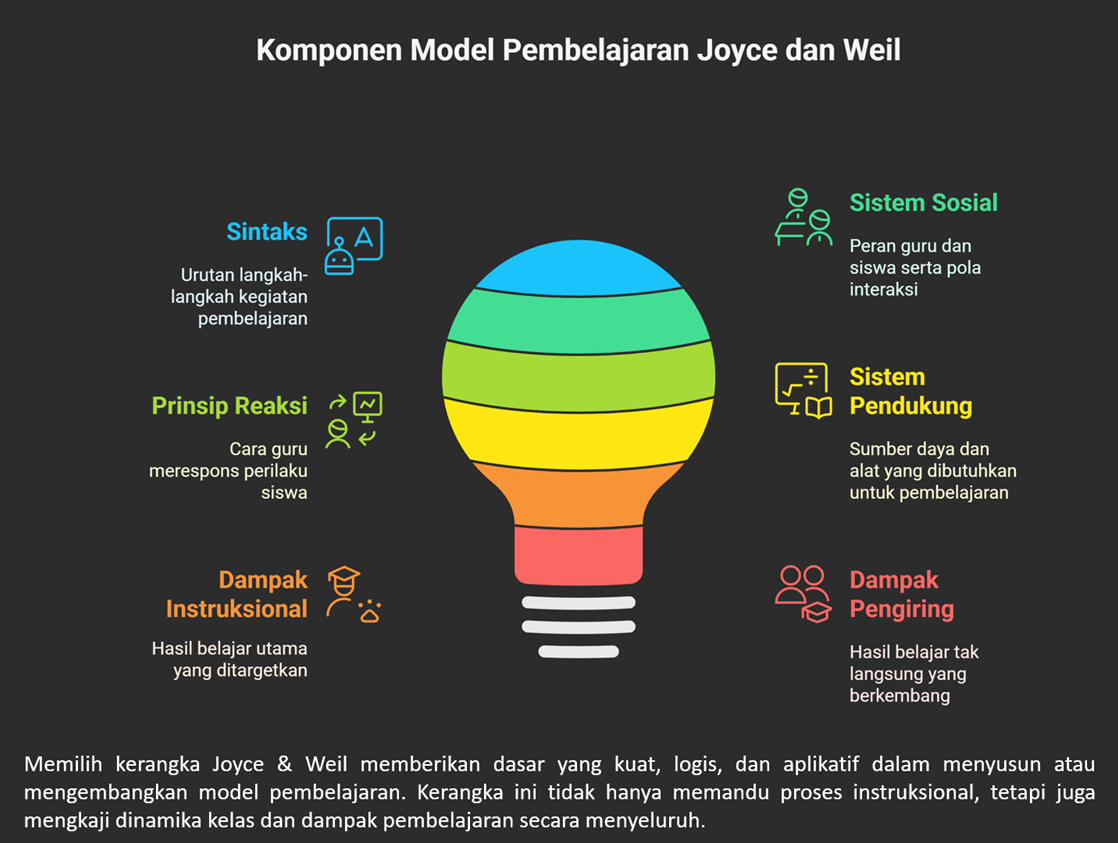 Komponen Model Pembelajaran Joyce dan Weil
Sintaks
Urutan langkah-
langkah kegiatan
pembelajaran
Sistem Sosial
Peran guru dan
siswa serta pola
interaksi
Prinsip Reaksi
Cara guru
merespons perilaku
siswa
Sistem
Pendukung
Sumber daya dan
alat yang dibutuhkan
untuk pembelajaran
Dampak
Instruksional
Hasil belajar utama
yang ditargetkan
Dampak
Pengiring
Hasil belajar tak
langsung yang
berkembang
Memilih kerangka Joyce & Weil memberikan dasar yang kuat, logis, dan aplikatif dalam menyusun atau
mengembangkan model pembelajaran. Kerangka ini tidak hanya memandu proses instruksional, tetapi juga
mengkaji dinamika kelas dan dampak pembelajaran secara menyeluruh.